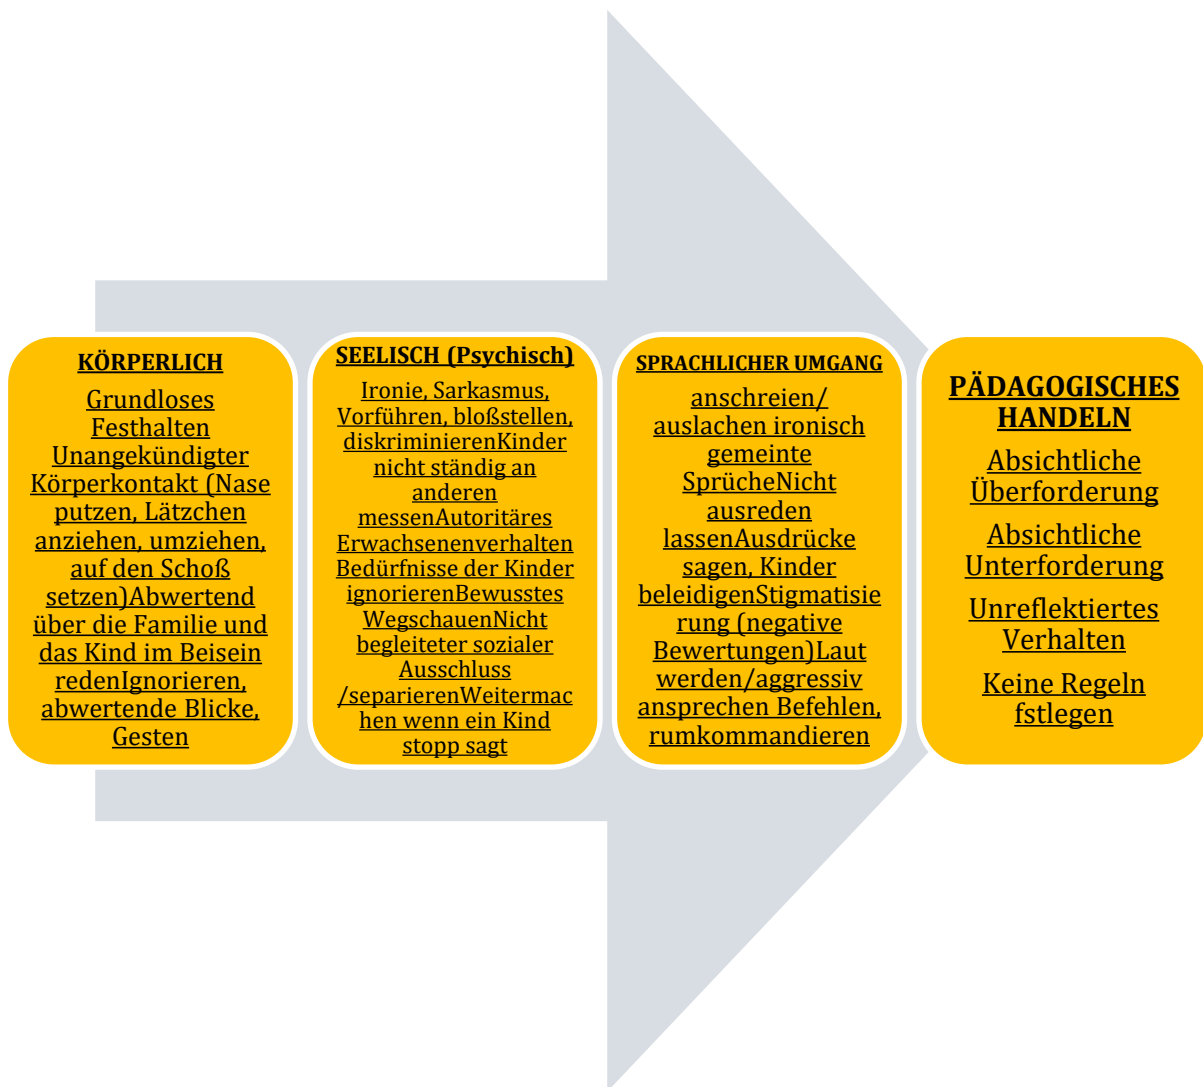 KÖRPERLICH
Grundloses
Festhalten
Unangekündigter
Körperkontakt (Nase
putzen, Lätzchen
anziehen, umziehen,
auf den Schoß
setzen)Abwertend
über die Familie und
das Kind im Beisein
redenIgnorieren,
abwertende Blicke,
Gesten
SEELISCH (Psychisch)
Ironie, Sarkasmus,
Vorführen, bloßstellen,
diskriminierenKinder
nicht ständig an
anderen
messenAutoritäres
Erwachsenenverhalten
Bedürfnisse der Kinder
ignorierenBewusstes
WegschauenNicht
begleiteter sozialer
Ausschluss
/separierenWeitermac
hen wenn ein Kind
stopp sagt
SPRACHLICHER UMGANG
anschreien/
auslachen ironisch
gemeinte
SprücheNicht
ausreden
lassenAusdrücke
sagen, Kinder
beleidigenStigmatisie
rung (negative
Bewertungen)Laut
werden/aggressiv
ansprechen Befehlen,
rumkommandieren
PÄDAGOGISCHES
HANDELN
Absichtliche
Überforderung
Absichtliche
Unterforderung
Unreflektiertes
Verhalten
Keine Regeln
fstlegen